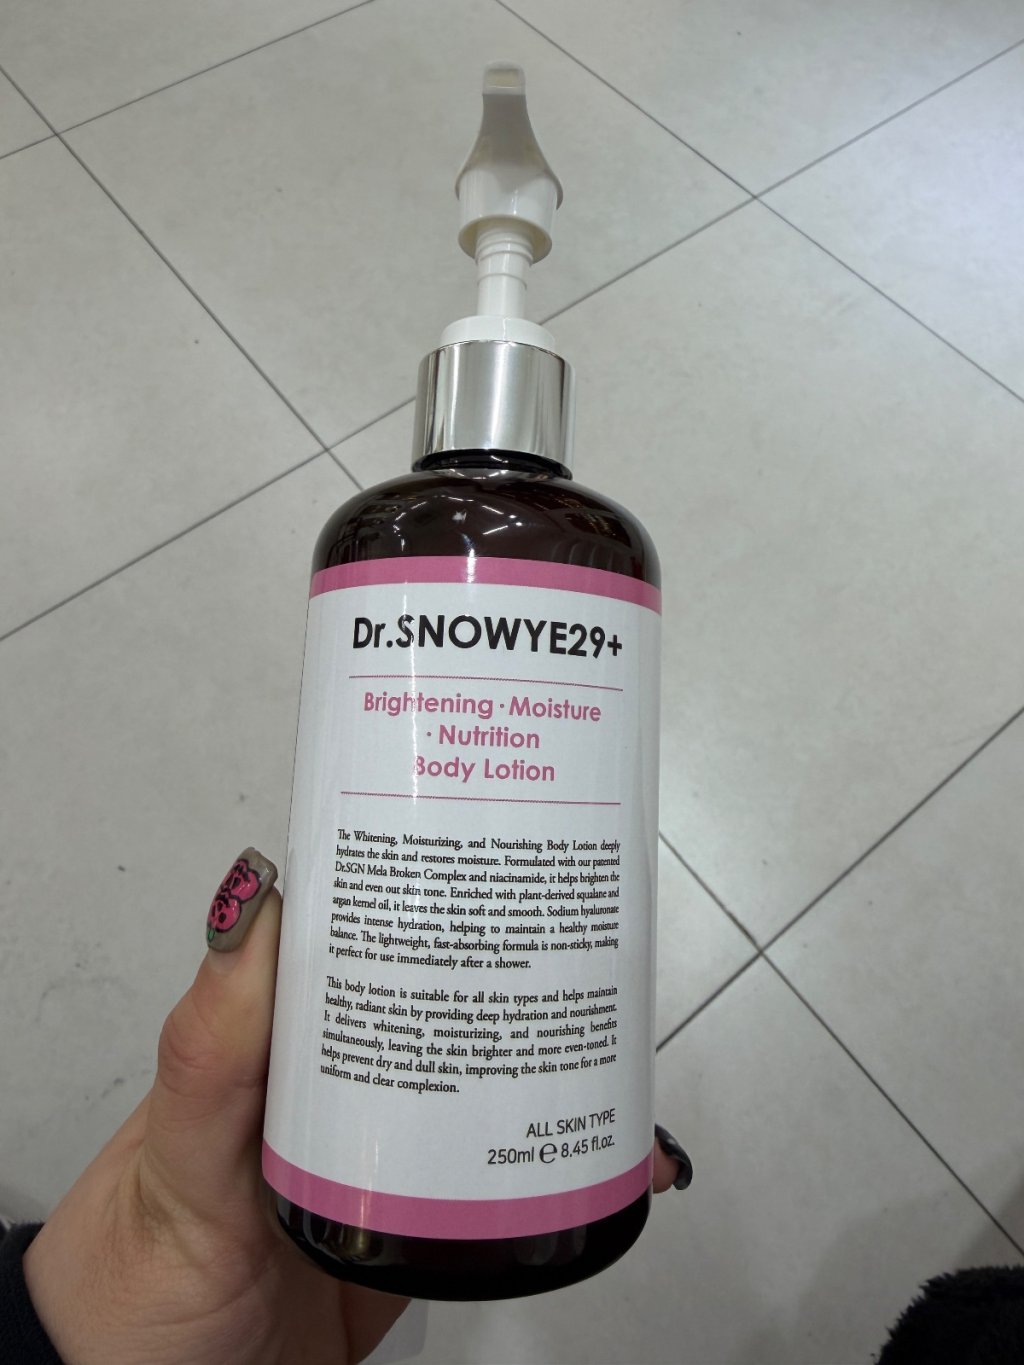 Dr.SNOWYE29+
Brightening · Moisture
· Nutrition
Body Lotion
The Whitening, Moisturizing, and Nourishing Body Lotion deeply
hydrates the skin and restores moisture. Formulated with our patented
Dr.SGN Mela Broken Complex and niacinamide, it helps brighten the
skin and even out skin tone. Enriched with plant-derived squalane and
argan kernel oil, it leaves the skin soft and smooth. Sodium hyaluronate
provides intense hydration, helping to maintain a healthy moisture
balance. The lightweight, fast-absorbing formula is non-sticky, making
it perfect for use immediately after a shower.
This body lotion is suitable for all skin types and helps maintain
healthy, radiant skin by providing deep hydration and nourishment.
It delivers whitening, moisturizing, and nourishing benefits
simultaneously, leaving the skin brighter and more even-toned. It
helps prevent dry and dull skin, improving the skin tone for a more
uniform and clear complexion.
ALL SKIN TYPE
250ml ℮ 8.45 fl.oz.